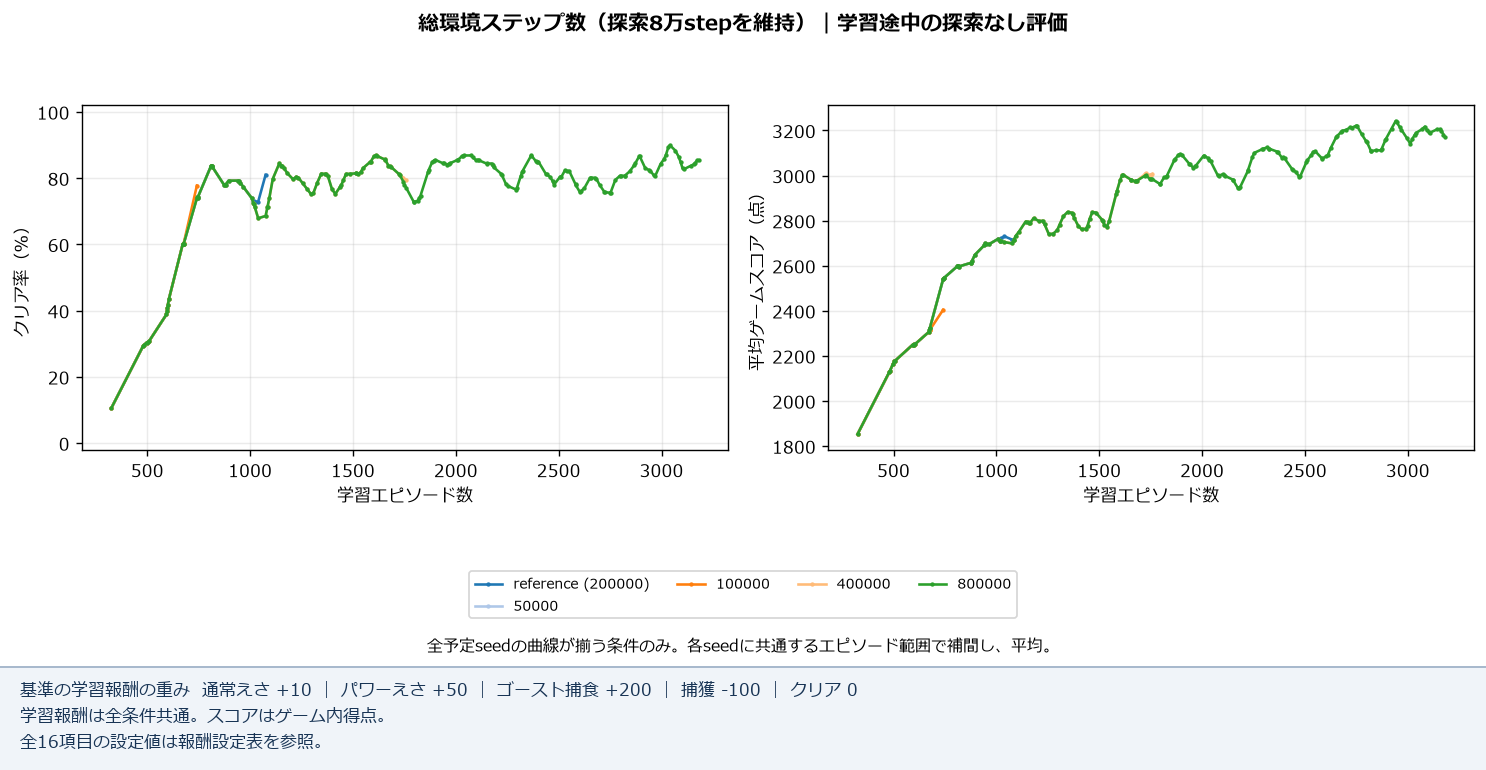 総環境ステップ数（探索8万stepを維持）｜学習途中の探索なし評価
クリア率（%）
100
80
60
40
20
0
500 1000 1500 2000 2500 3000
学習エピソード数
平均ゲームスコア（点）
3200
3000
2800
2600
2400
2200
2000
1800
500 1000 1500 2000 2500 3000
学習エピソード数
reference (200000) 100000 400000 800000
50000
全予定seedの曲線が揃う条件のみ。各seedに共通するエピソード範囲で補間し、平均。
基準の学習報酬の重み 通常えさ +10 ｜ パワーえさ +50 ｜ ゴースト捕食 +200 ｜ 捕獲 -100 ｜ クリア 0
学習報酬は全条件共通。スコアはゲーム内得点。
全16項目の設定値は報酬設定表を参照。